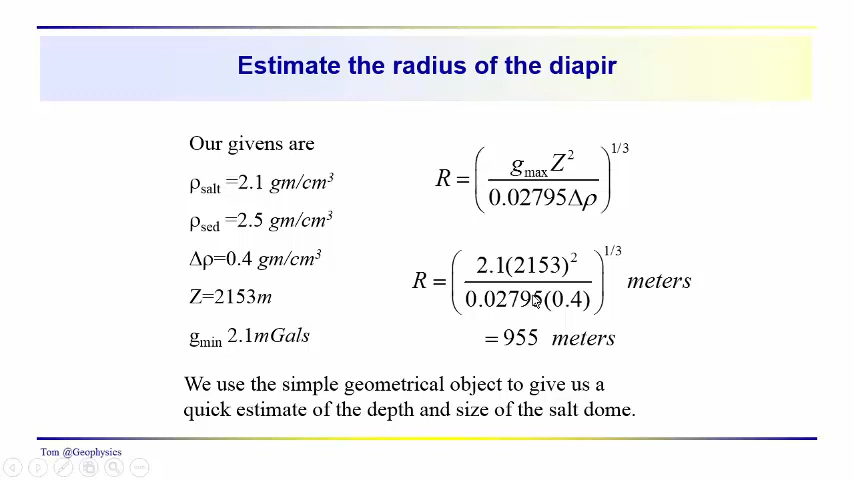 Estimate the radius of the diapir
Our givens are
ρsalt =2.1 gm/cm³
ρsed =2.5 gm/cm³
Δρ=0.4 gm/cm³
Z=2153m
gmin 2.1mGals
R = (gmax Z² / 0.02795Δρ)^1/3
R = (2.1(2153)² / 0.02795(0.4))^1/3 meters
= 955 meters
We use the simple geometrical object to give us a
quick estimate of the depth and size of the salt dome.
Tom @Geophysics